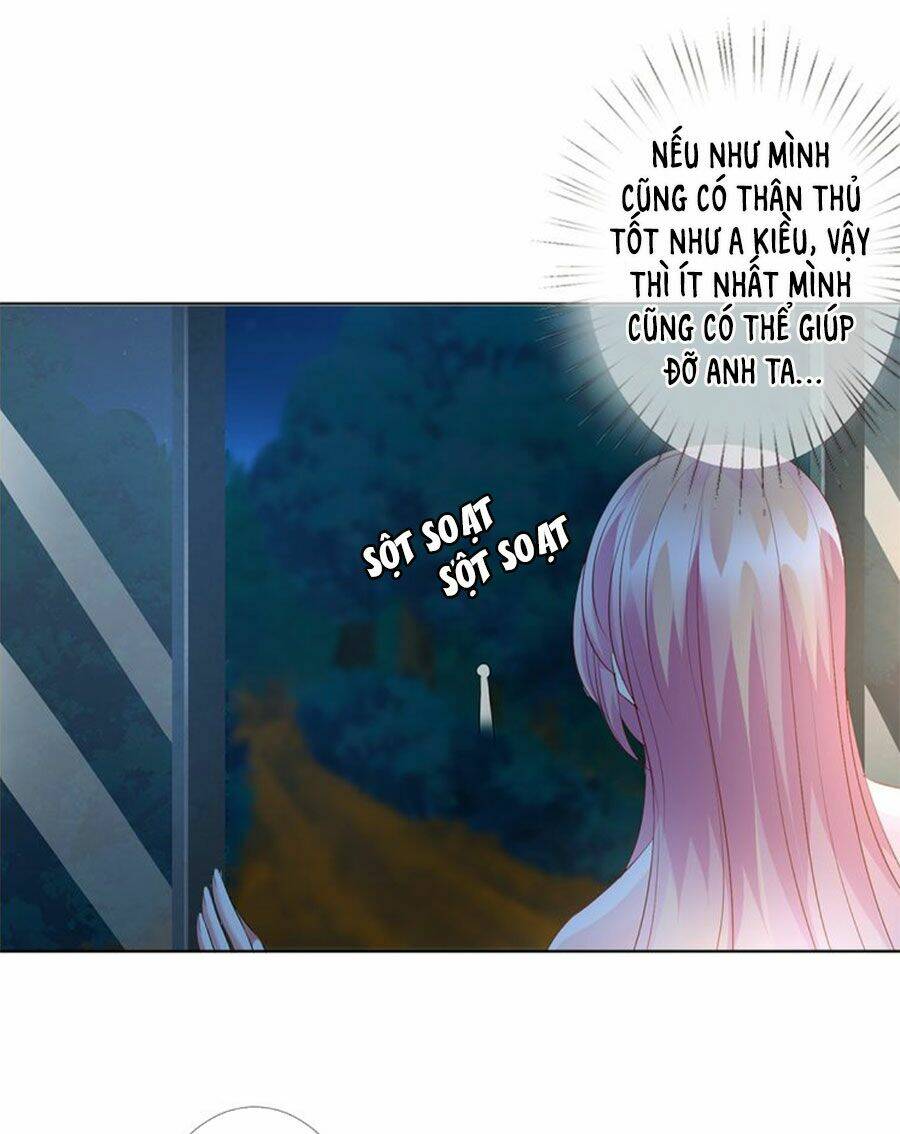 NẾU NHƯ MÌNH
CŨNG CÓ THÂN THỦ
TỐT NHƯ A KIỀU, VẬY
THÌ ÍT NHẤT MÌNH
CŨNG CÓ THỂ GIÚP
ĐỠ ANH TA...
SỘT SOẠT
SỘT SOẠT